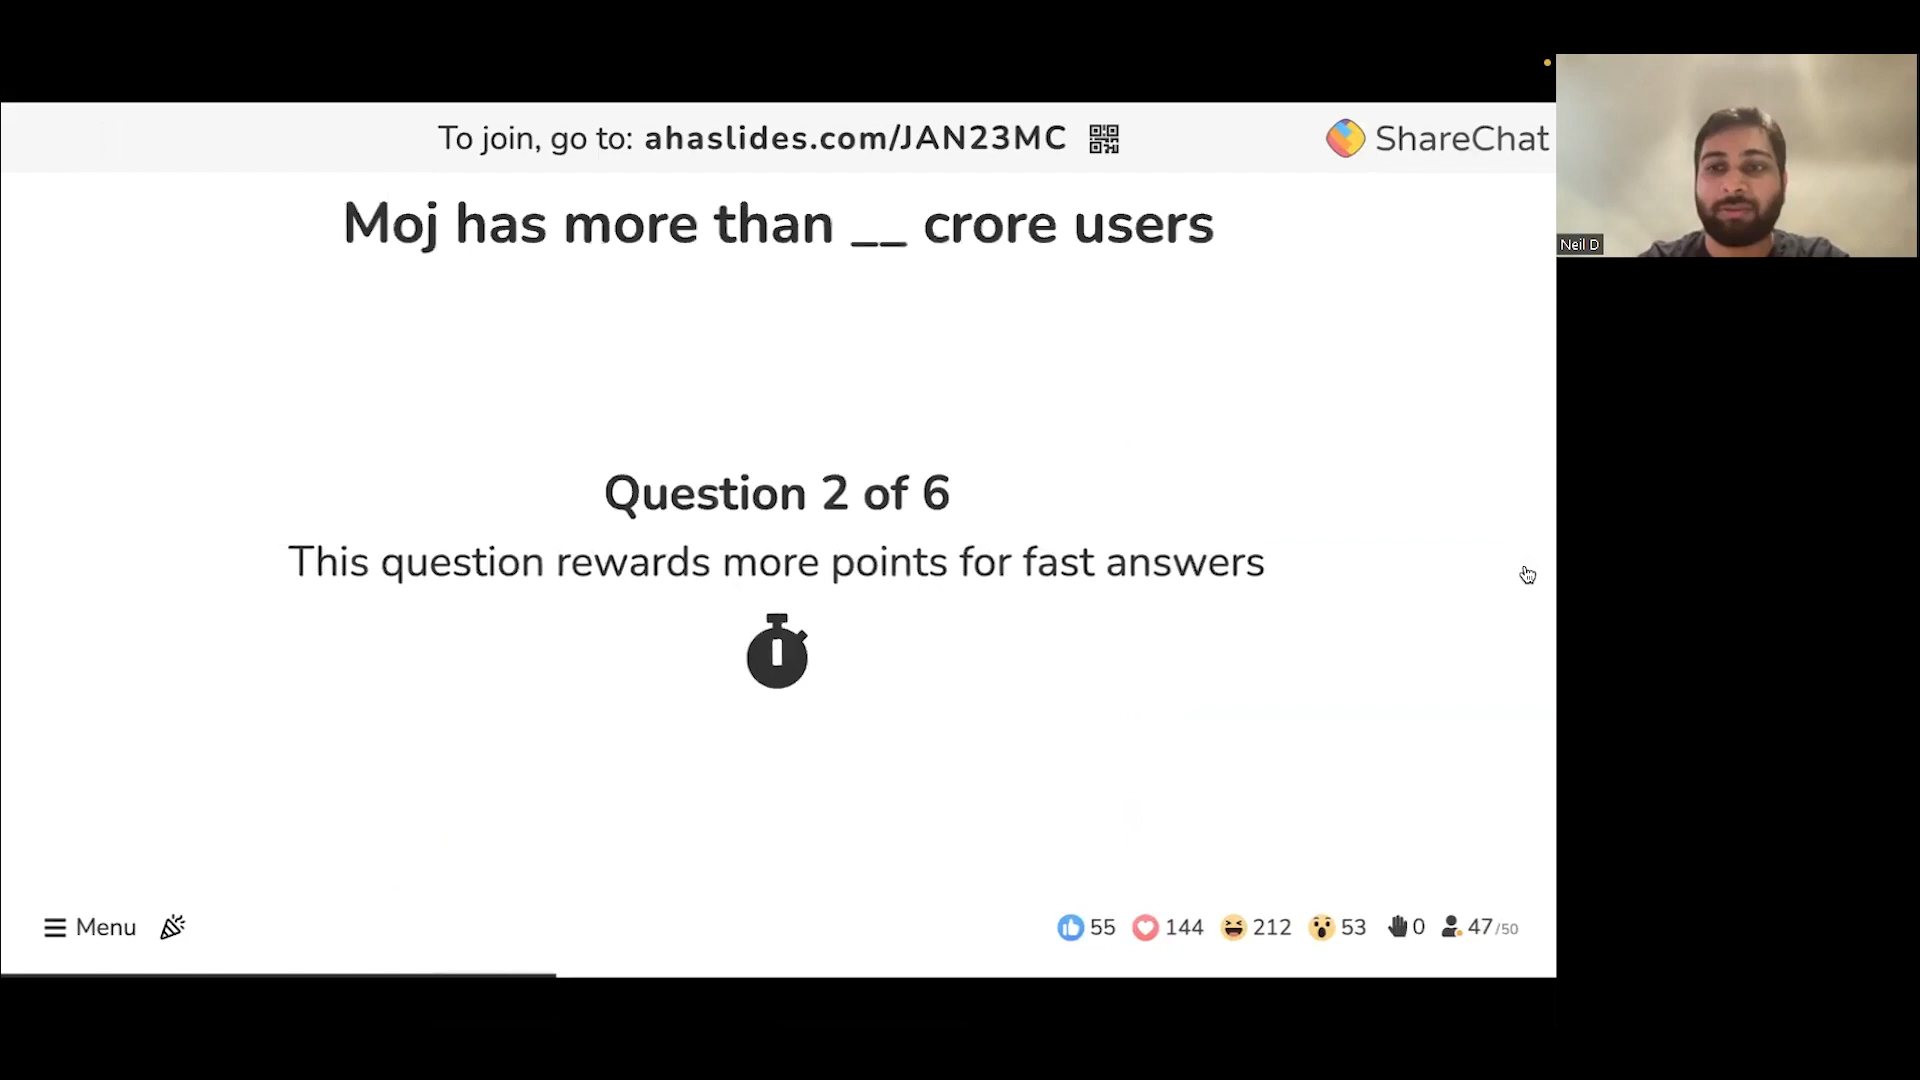 To join, go to: ahaslides.com/JAN23MC
ShareChat
Moj has more than __ crore users
Question 2 of 6
This question rewards more points for fast answers
Menu
55 144 212 53 0 47/50
Neil D